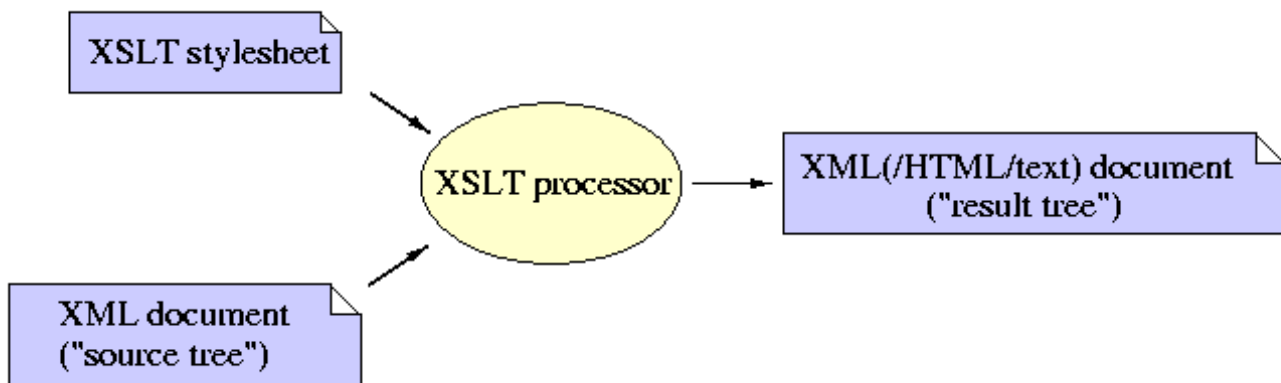 XSLT stylesheet
XSLT processor
XML(/HTML/text) document
("result tree")
XML document
("source tree")